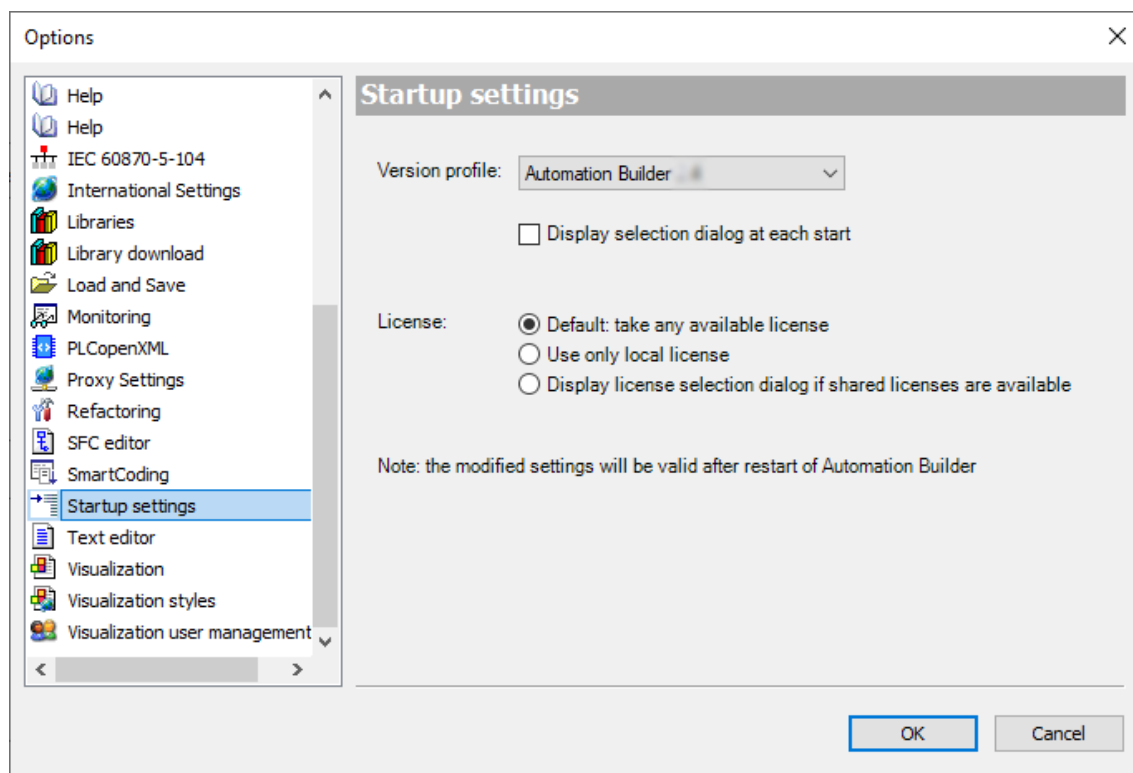 Options
Help
Help
IEC 60870-5-104
International Settings
Libraries
Library download
Load and Save
Monitoring
PLCopenXML
Proxy Settings
Refactoring
SFC editor
SmartCoding
Startup settings
Text editor
Visualization
Visualization styles
Visualization user management
Startup settings
Version profile: Automation Builder
Display selection dialog at each start
License: Default: take any available license
Use only local license
Display license selection dialog if shared licenses are available
Note: the modified settings will be valid after restart of Automation Builder
OK Cancel